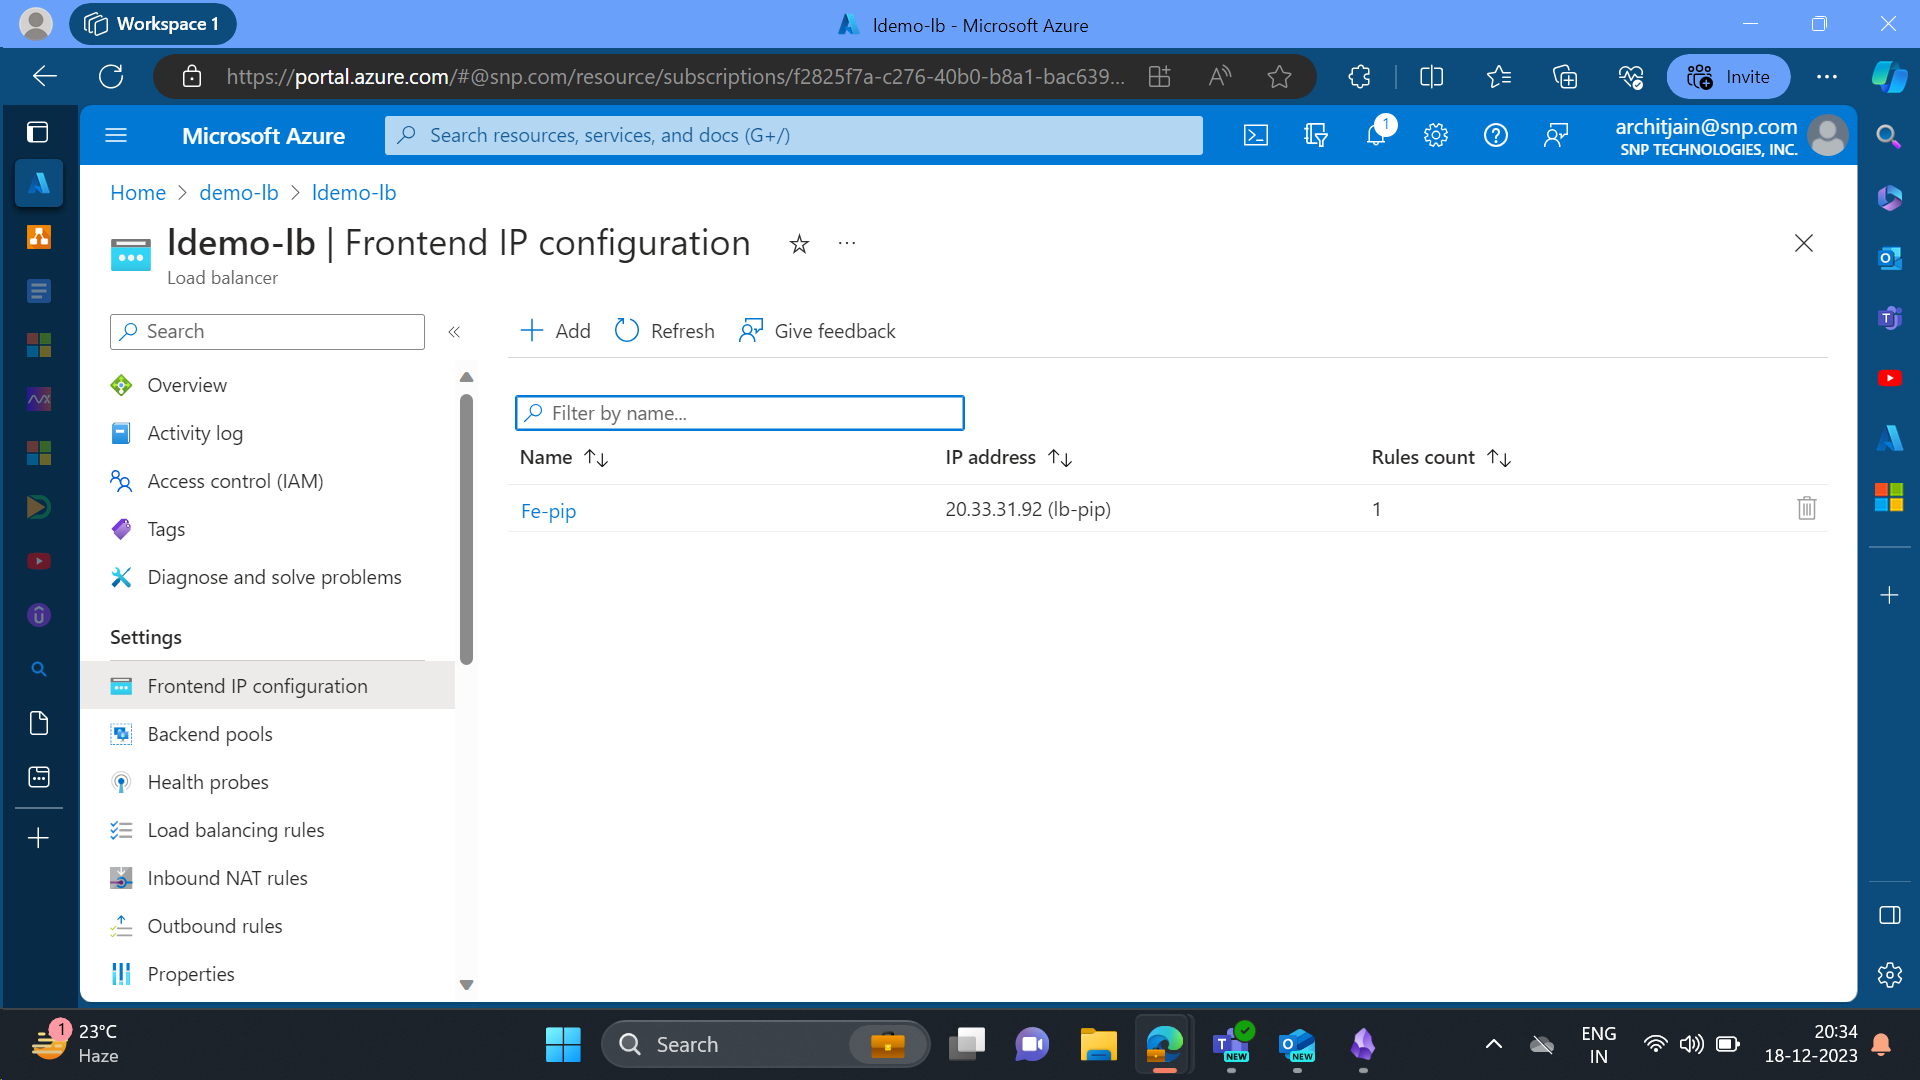 Workspace 1
ldemo-lb - Microsoft Azure
https://portal.azure.com/#@snp.com/resource/subscriptions/f2825f7a-c276-40b0-b8a1-bac639...
Invite
Microsoft Azure
Search resources, services, and docs (G+/)
1
architjain@snp.com
SNP TECHNOLOGIES, INC.
Home > demo-lb > ldemo-lb
ldemo-lb | Frontend IP configuration
Load balancer
Search
Add
Refresh
Give feedback
Overview
Activity log
Access control (IAM)
Tags
Diagnose and solve problems
Settings
Frontend IP configuration
Backend pools
Health probes
Load balancing rules
Inbound NAT rules
Outbound rules
Properties
Filter by name...
Name IP address Rules count
Fe-pip 20.33.31.92 (lb-pip) 1
1
23°C
Haze
Search
NEW
NEW
ENG
IN
20:34
18-12-2023